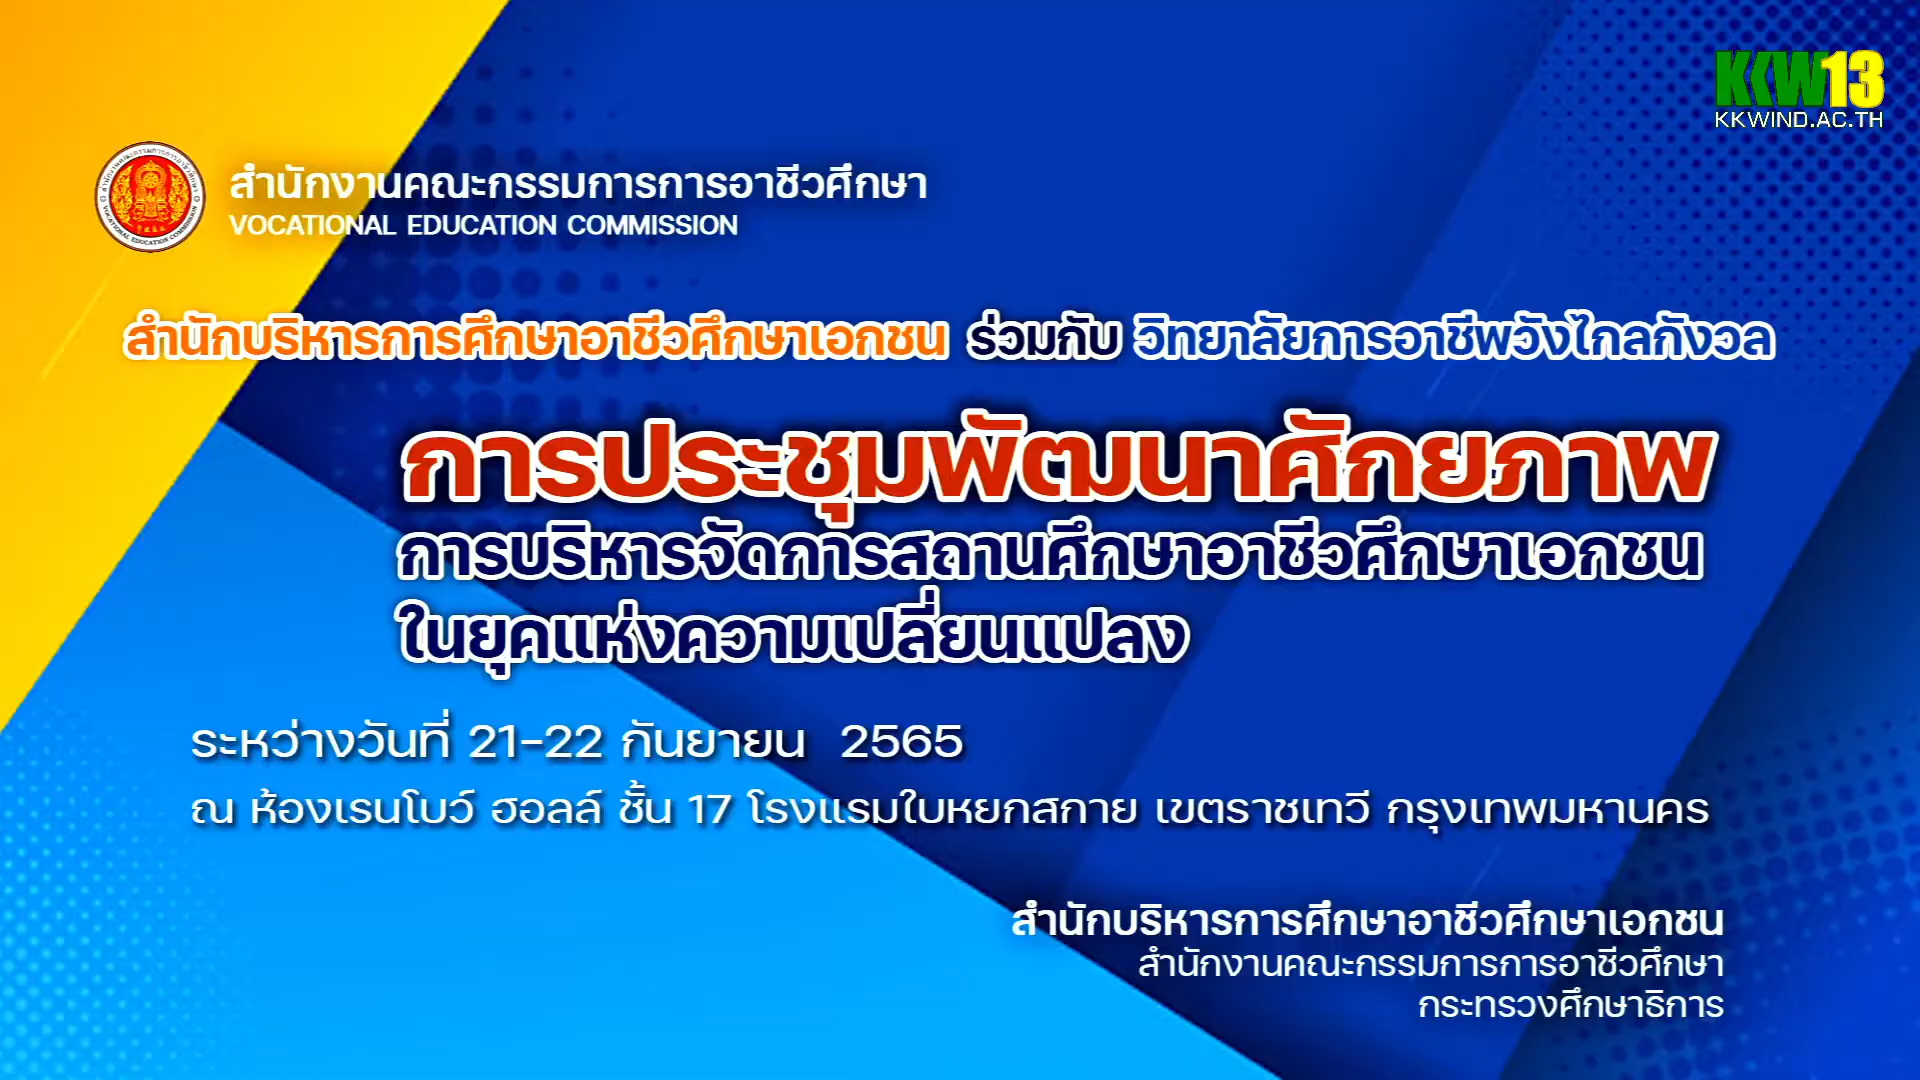 KKW13
KKWIND.AC.TH
สำนักงานคณะกรรมการการอาชีวศึกษา
VOCATIONAL EDUCATION COMMISSION
สำนักบริหารการศึกษาอาชีวศึกษาเอกชน ร่วมกับ วิทยาลัยการอาชีพวังไกลกังวล
การประชุมพัฒนาศักยภาพ
การบริหารจัดการสถานศึกษาอาชีวศึกษาเอกชน
ในยุคแห่งความเปลี่ยนแปลง
ระหว่างวันที่ 21-22 กันยายน 2565
ณ ห้องเรนโบว์ ฮอลล์ ชั้น 17 โรงแรมใบหยกสกาย เขตราชเทวี กรุงเทพมหานคร
สำนักบริหารการศึกษาอาชีวศึกษาเอกชน
สำนักงานคณะกรรมการการอาชีวศึกษา
กระทรวงศึกษาธิการ